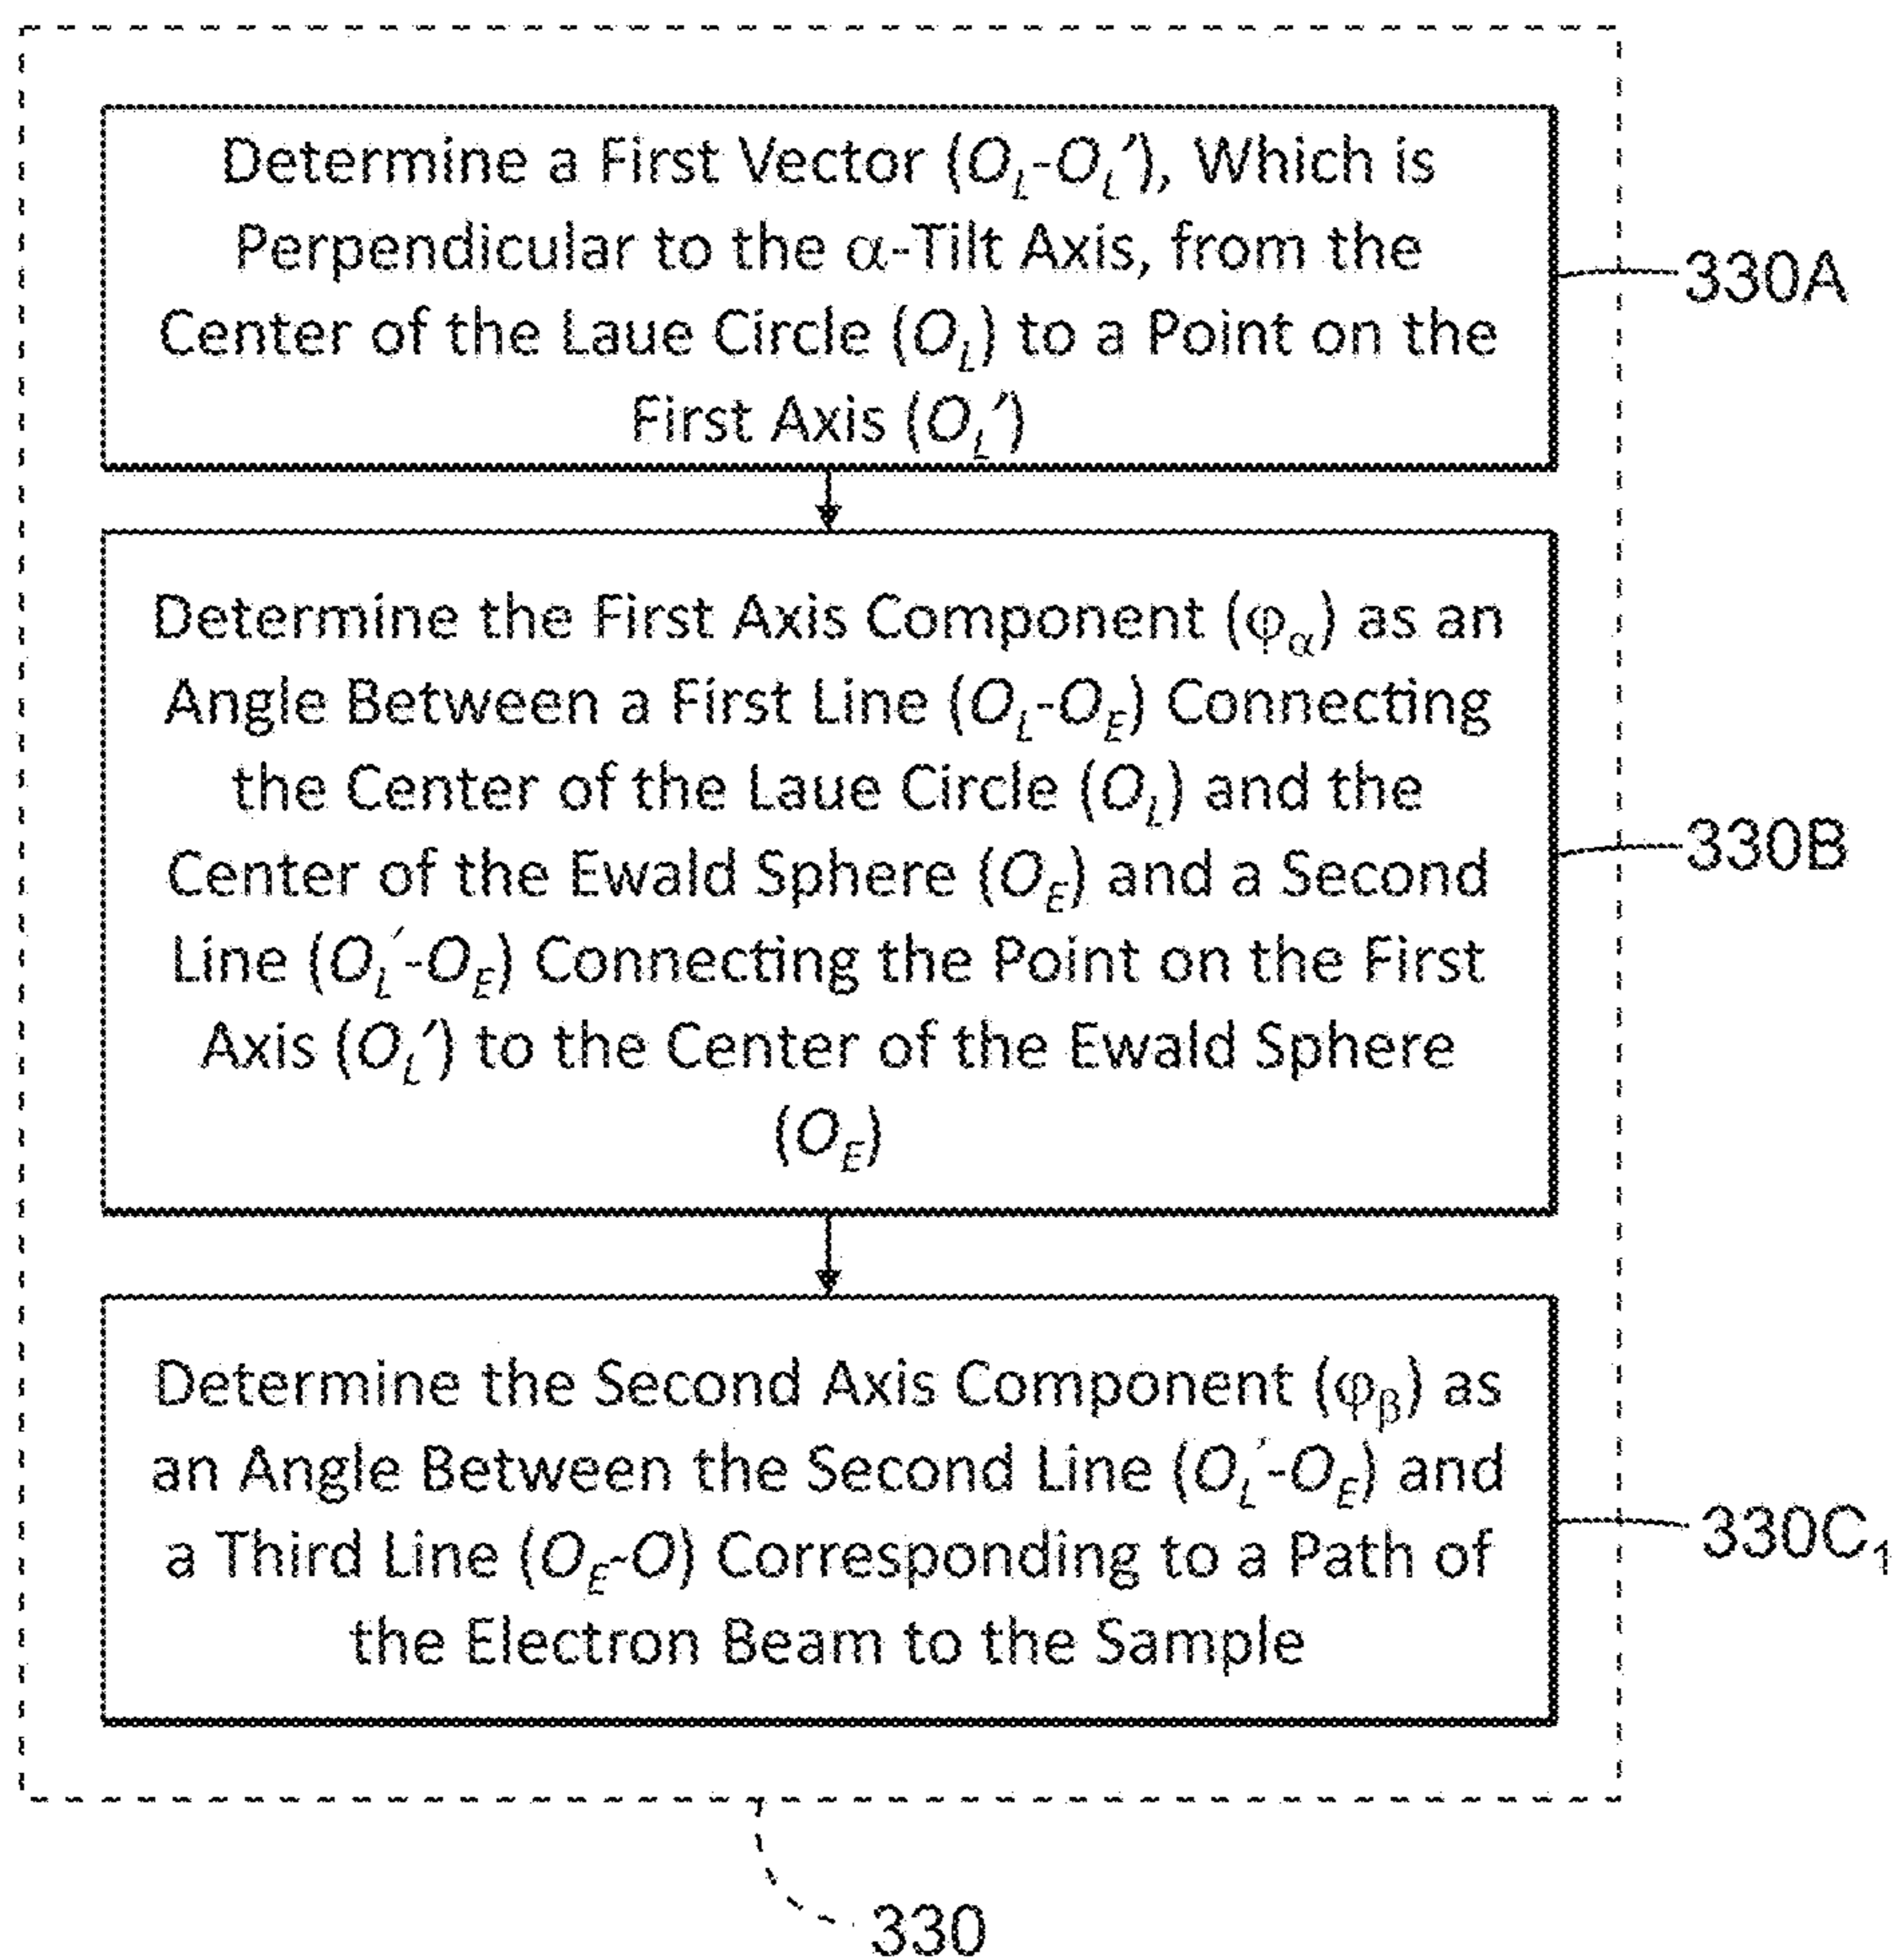 Determine a First Vector (O_L-O_L'), Which is
Perpendicular to the α-Tilt Axis, from the
Center of the Laue Circle (O_L) to a Point on the
First Axis (O_L')
330A
Determine the First Axis Component (φ_α) as an
Angle Between a First Line (O_L-O_E) Connecting
the Center of the Laue Circle (O_L) and the
Center of the Ewald Sphere (O_E) and a Second
Line (O_L'-O_E) Connecting the Point on the First
Axis (O_L') to the Center of the Ewald Sphere
(O_E)
330B
Determine the Second Axis Component (φ_β) as
an Angle Between the Second Line (O_L'-O_E) and
a Third Line (O_E-O) Corresponding to a Path of
the Electron Beam to the Sample
330C₁
330